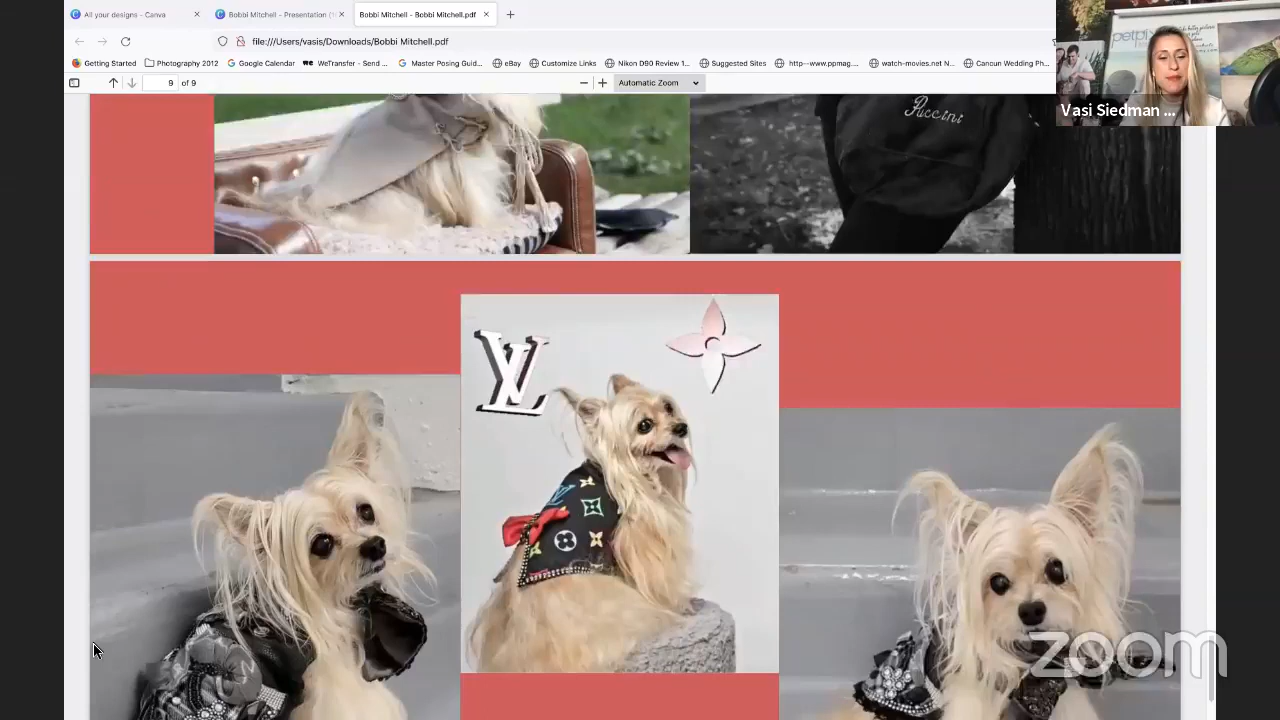 All your designs – Canva
Bobbi Mitchell – Presentation (1
Bobbi Mitchell - Bobbi Mitchell.pdf
file:///Users/vasis/Downloads/Bobbi Mitchell.pdf
Getting Started
Photography 2012
Google Calendar
WeTransfer - Send ...
Master Posing Guid...
eBay
Customize Links
Nikon D90 Review 1...
Suggested Sites
http--www-ppmag....
watch-movies.net N...
Cancun Wedding Ph...
9
of 9
Automatic Zoom
Vasi Siedman ...
Puccini
LV
zoom